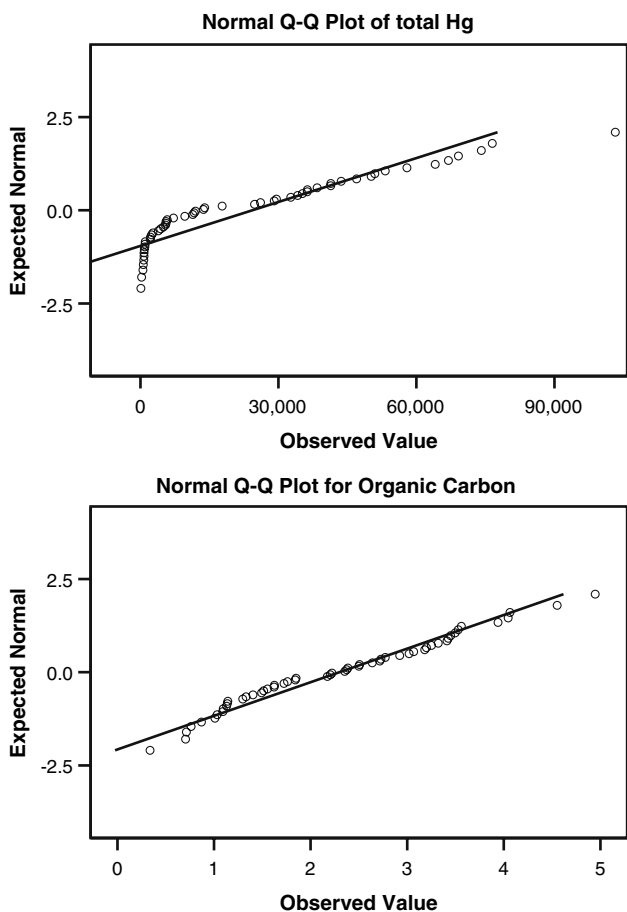 Normal Q-Q Plot of total Hg
Expected Normal
2.5
0.0
-2.5
0 30,000 60,000 90,000
Observed Value
Normal Q-Q Plot for Organic Carbon
Expected Normal
2.5
0.0
-2.5
0 1 2 3 4 5
Observed Value